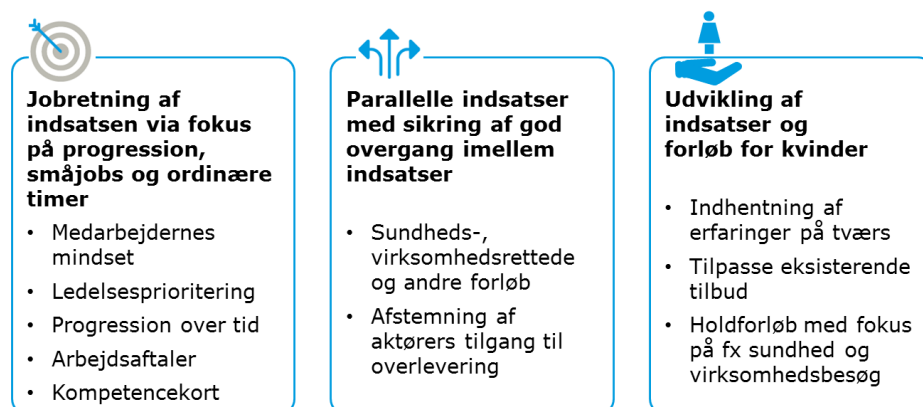 Jobretning af
indsatsen via fokus
på progression,
småjobs og ordinære
timer
• Medarbejdernes
mindset
• Ledelsesprioritering
• Progression over tid
• Arbejdsaftaler
• Kompetencekort
Parallelle indsatser
med sikring af god
overgang imellem
indsatser
• Sundheds-,
virksomhedsrettede
og andre forløb
• Afstemning af
aktørers tilgang til
overlevering
Udvikling af
indsatser og
forløb for kvinder
• Indhentning af
erfaringer på tværs
• Tilpasse eksisterende
tilbud
• Holdforløb med fokus
på fx sundhed og
virksomhedsbesøg